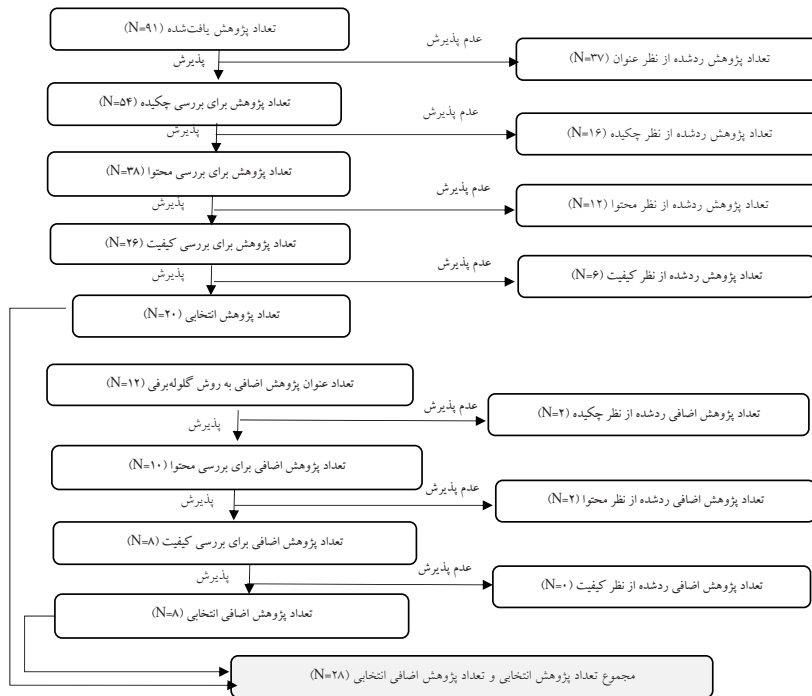 تعداد پژوهش یافت‌شده (N=۹۱)
عدم پذیرش
پذیرش
تعداد پژوهش ردشده از نظر عنوان (N=۳۷)
تعداد پژوهش برای بررسی چکیده (N=۵۴)
عدم پذیرش
پذیرش
تعداد پژوهش ردشده از نظر چکیده (N=۱۶)
تعداد پژوهش برای بررسی محتوا (N=۳۸)
عدم پذیرش
پذیرش
تعداد پژوهش ردشده از نظر محتوا (N=۱۲)
تعداد پژوهش برای بررسی کیفیت (N=۲۶)
عدم پذیرش
پذیرش
تعداد پژوهش ردشده از نظر کیفیت (N=۶)
تعداد پژوهش انتخابی (N=۲۰)
تعداد عنوان پژوهش اضافی به روش گلوله‌برفی (N=۱۲)
عدم پذیرش
پذیرش
تعداد پژوهش اضافی ردشده از نظر چکیده (N=۲)
تعداد پژوهش اضافی برای بررسی محتوا (N=۱۰)
عدم پذیرش
پذیرش
تعداد پژوهش اضافی ردشده از نظر محتوا (N=۲)
تعداد پژوهش اضافی برای بررسی کیفیت (N=۸)
عدم پذیرش
پذیرش
تعداد پژوهش اضافی ردشده از نظر کیفیت (N=۰)
تعداد پژوهش اضافی انتخابی (N=۸)
مجموع تعداد پژوهش انتخابی و تعداد پژوهش اضافی انتخابی (N=۲۸)